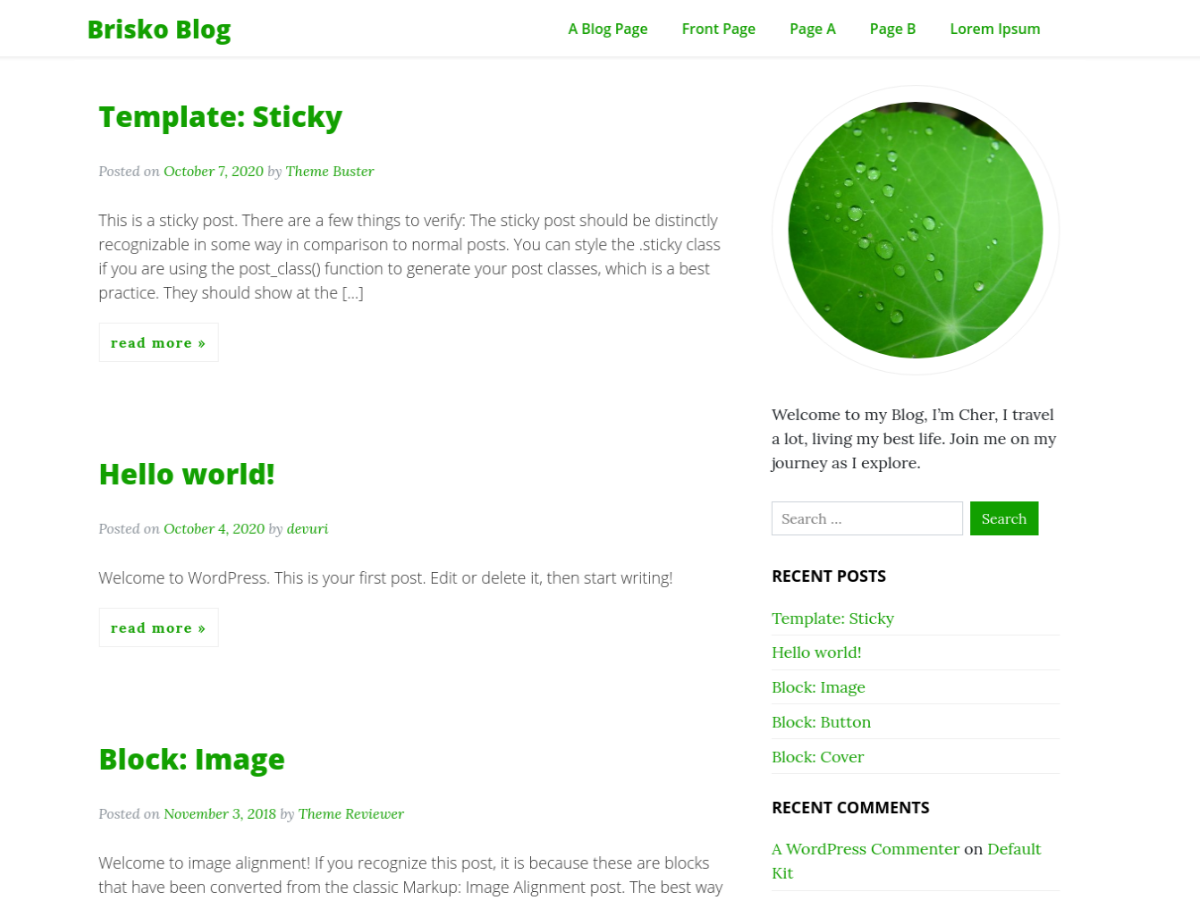 Brisko Blog
A Blog Page Front Page Page A Page B Lorem Ipsum
Template: Sticky
Posted on October 7, 2020 by Theme Buster
This is a sticky post. There are a few things to verify: The sticky post should be distinctly
recognizable in some way in comparison to normal posts. You can style the .sticky class
if you are using the post_class() function to generate your post classes, which is a best
practice. They should show at the […]
read more »
Hello world!
Posted on October 4, 2020 by devuri
Welcome to WordPress. This is your first post. Edit or delete it, then start writing!
read more »
Block: Image
Posted on November 3, 2018 by Theme Reviewer
Welcome to image alignment! If you recognize this post, it is because these are blocks
that have been converted from the classic Markup: Image Alignment post. The best way
Welcome to my Blog, I’m Cher, I travel
a lot, living my best life. Join me on my
journey as I explore.
Search …
Search
RECENT POSTS
Template: Sticky
Hello world!
Block: Image
Block: Button
Block: Cover
RECENT COMMENTS
A WordPress Commenter on Default
Kit